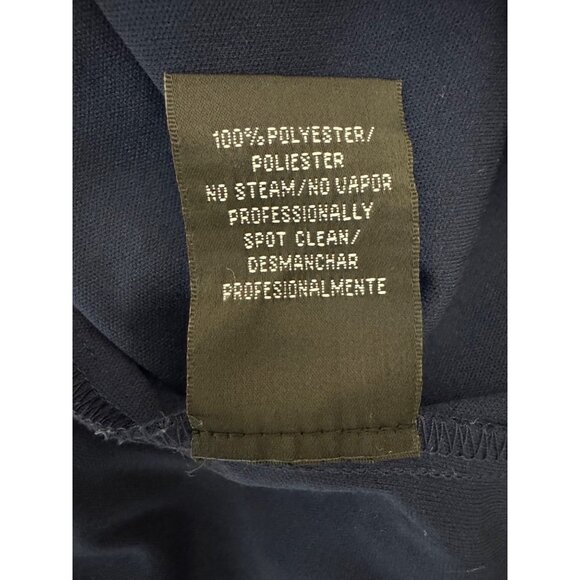 100% POLYESTER/
POLIESTER
NO STEAM/NO VAPOR
PROFESSIONALLY
SPOT CLEAN/
DESMANCHAR
PROFESIONALMENTE